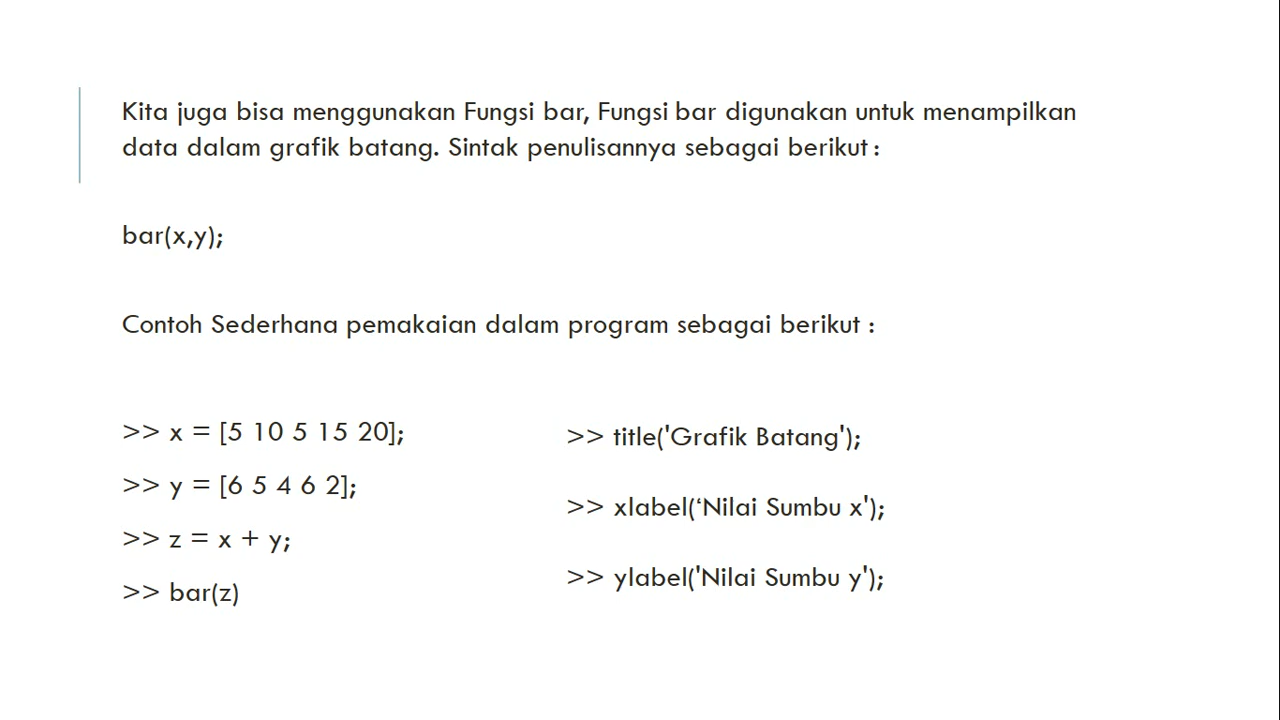 Kita juga bisa menggunakan Fungsi bar, Fungsi bar digunakan untuk menampilkan
data dalam grafik batang. Sintak penulisannya sebagai berikut :
bar(x,y);
Contoh Sederhana pemakaian dalam program sebagai berikut :
>> x = [5 10 5 15 20];
>> y = [6 5 4 6 2];
>> z = x + y;
>> bar(z)
>> title('Grafik Batang');
>> xlabel(‘Nilai Sumbu x');
>> ylabel('Nilai Sumbu y');